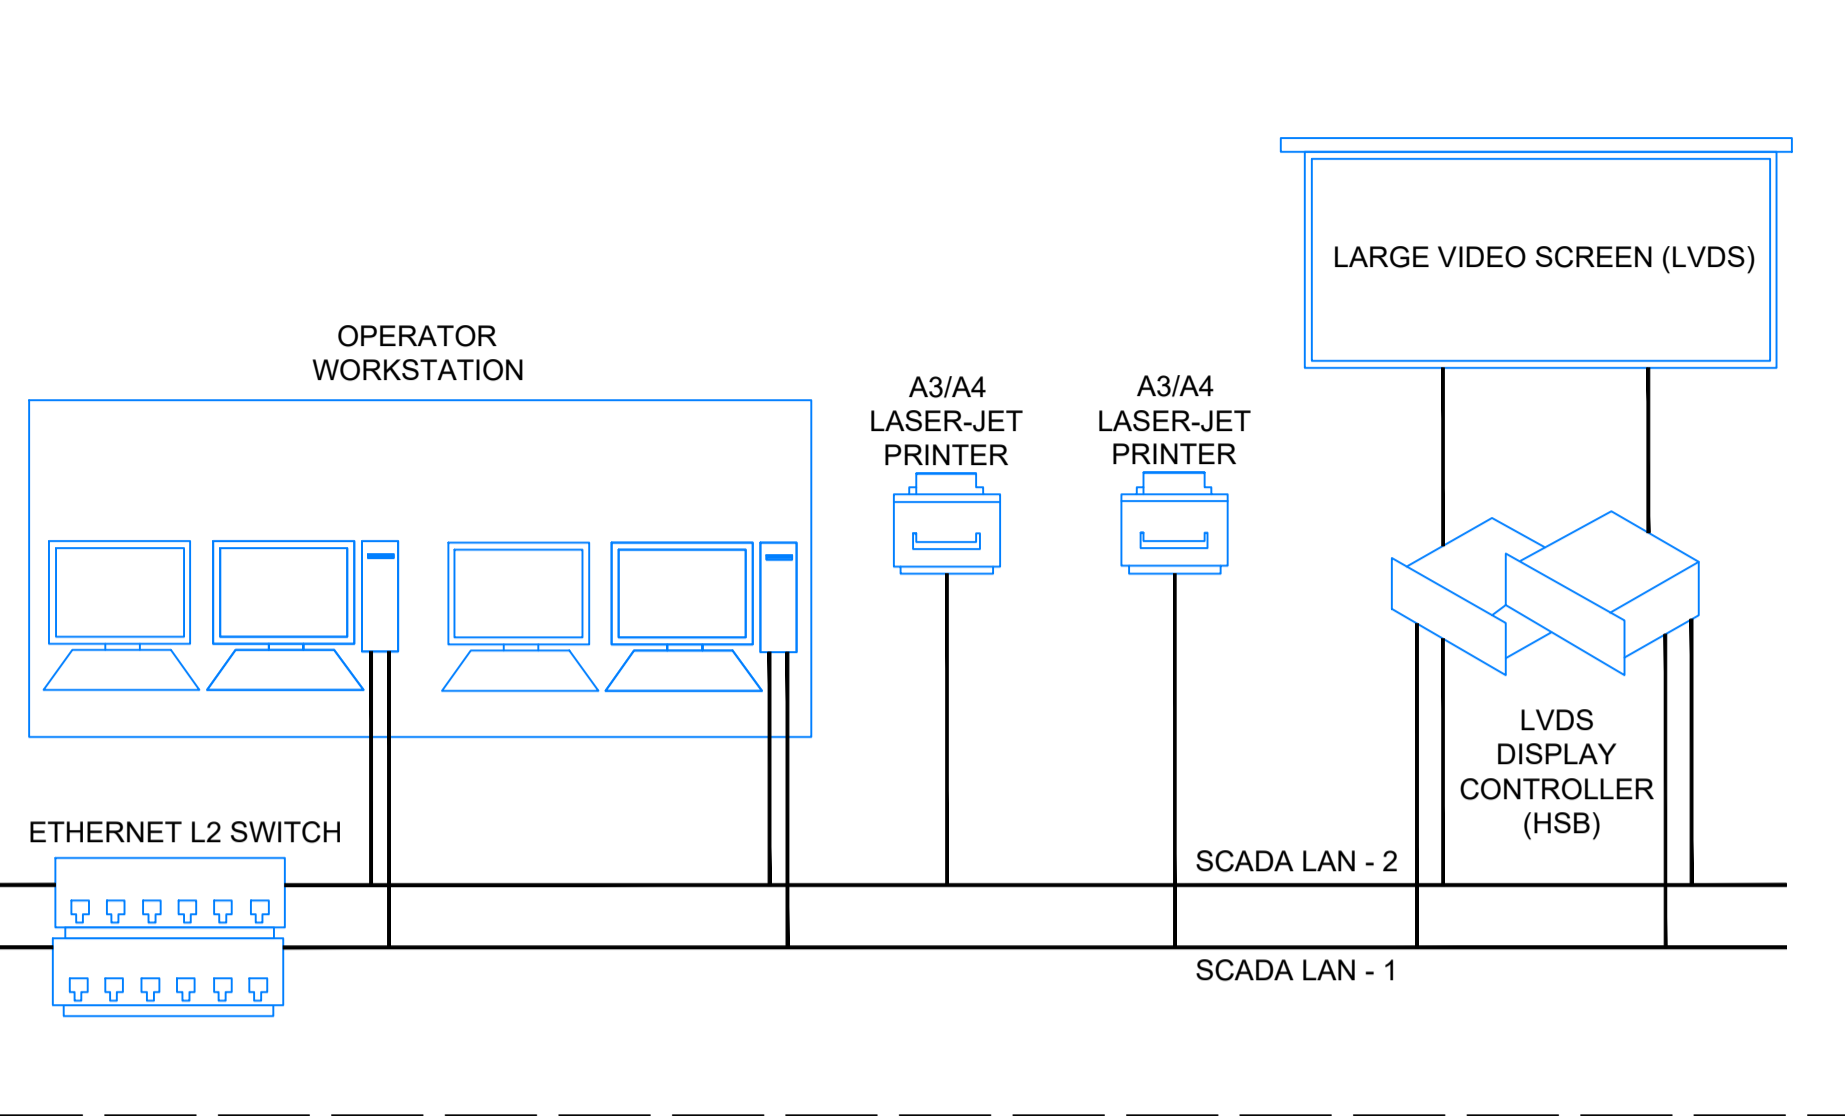 LARGE VIDEO SCREEN (LVDS)
OPERATOR
WORKSTATION
A3/A4
LASER-JET
PRINTER
A3/A4
LASER-JET
PRINTER
LVDS
DISPLAY
CONTROLLER
(HSB)
ETHERNET L2 SWITCH
SCADA LAN - 2
SCADA LAN - 1